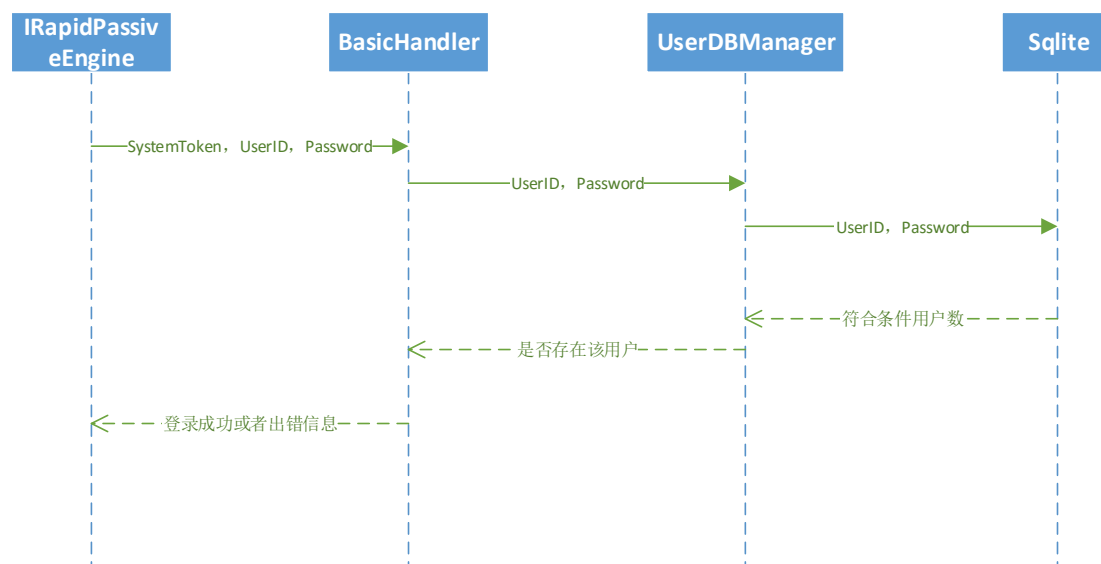 IRapidPassiv
eEngine
BasicHandler
UserDBManager
Sqlite
SystemToken，UserID，Password
UserID，Password
UserID，Password
符合条件用户数
是否存在该用户
登录成功或者出错信息